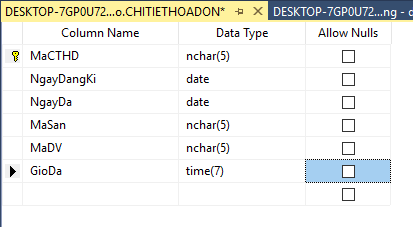 DESKTOP-7GP0U72...o.CHITIETHOADON* DESKTOP-7GP0U72...ng - d
Column Name Data Type Allow Nulls
MaCTHD nchar(5)
NgayDangKi date
NgayDa date
MaSan nchar(5)
MaDV nchar(5)
GioDa time(7)